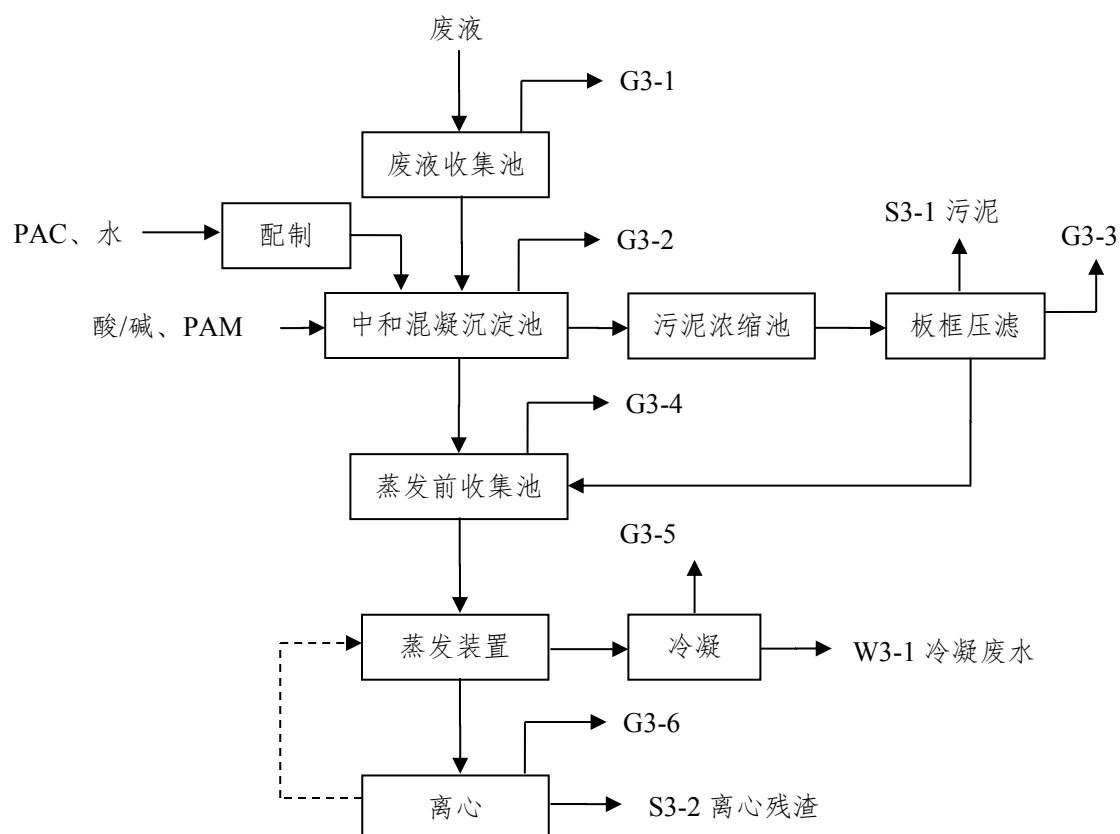 废液
G3-1
废液收集池
S3-1 污泥
PAC、水
配制
G3-2
G3-3
酸/碱、PAM
中和混凝沉淀池
污泥浓缩池
板框压滤
G3-4
蒸发前收集池
G3-5
蒸发装置
冷凝
W3-1 冷凝废水
G3-6
离心
S3-2 离心残渣